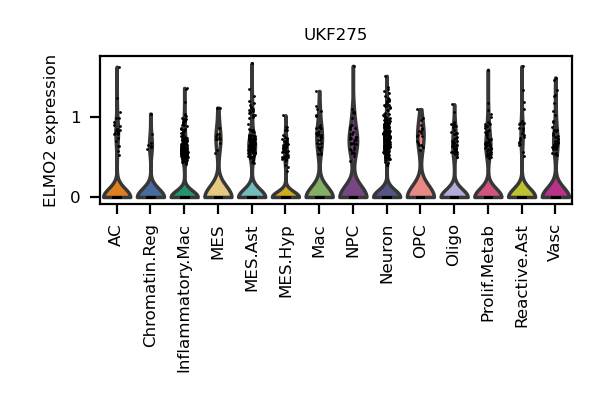 UKF275
ELMO2 expression
1
0
AC
Chromatin.Reg
Inflammatory.Mac
MES
MES.Ast
MES.Hyp
Mac
NPC
Neuron
OPC
Oligo
Prolif.Metab
Reactive.Ast
Vasc